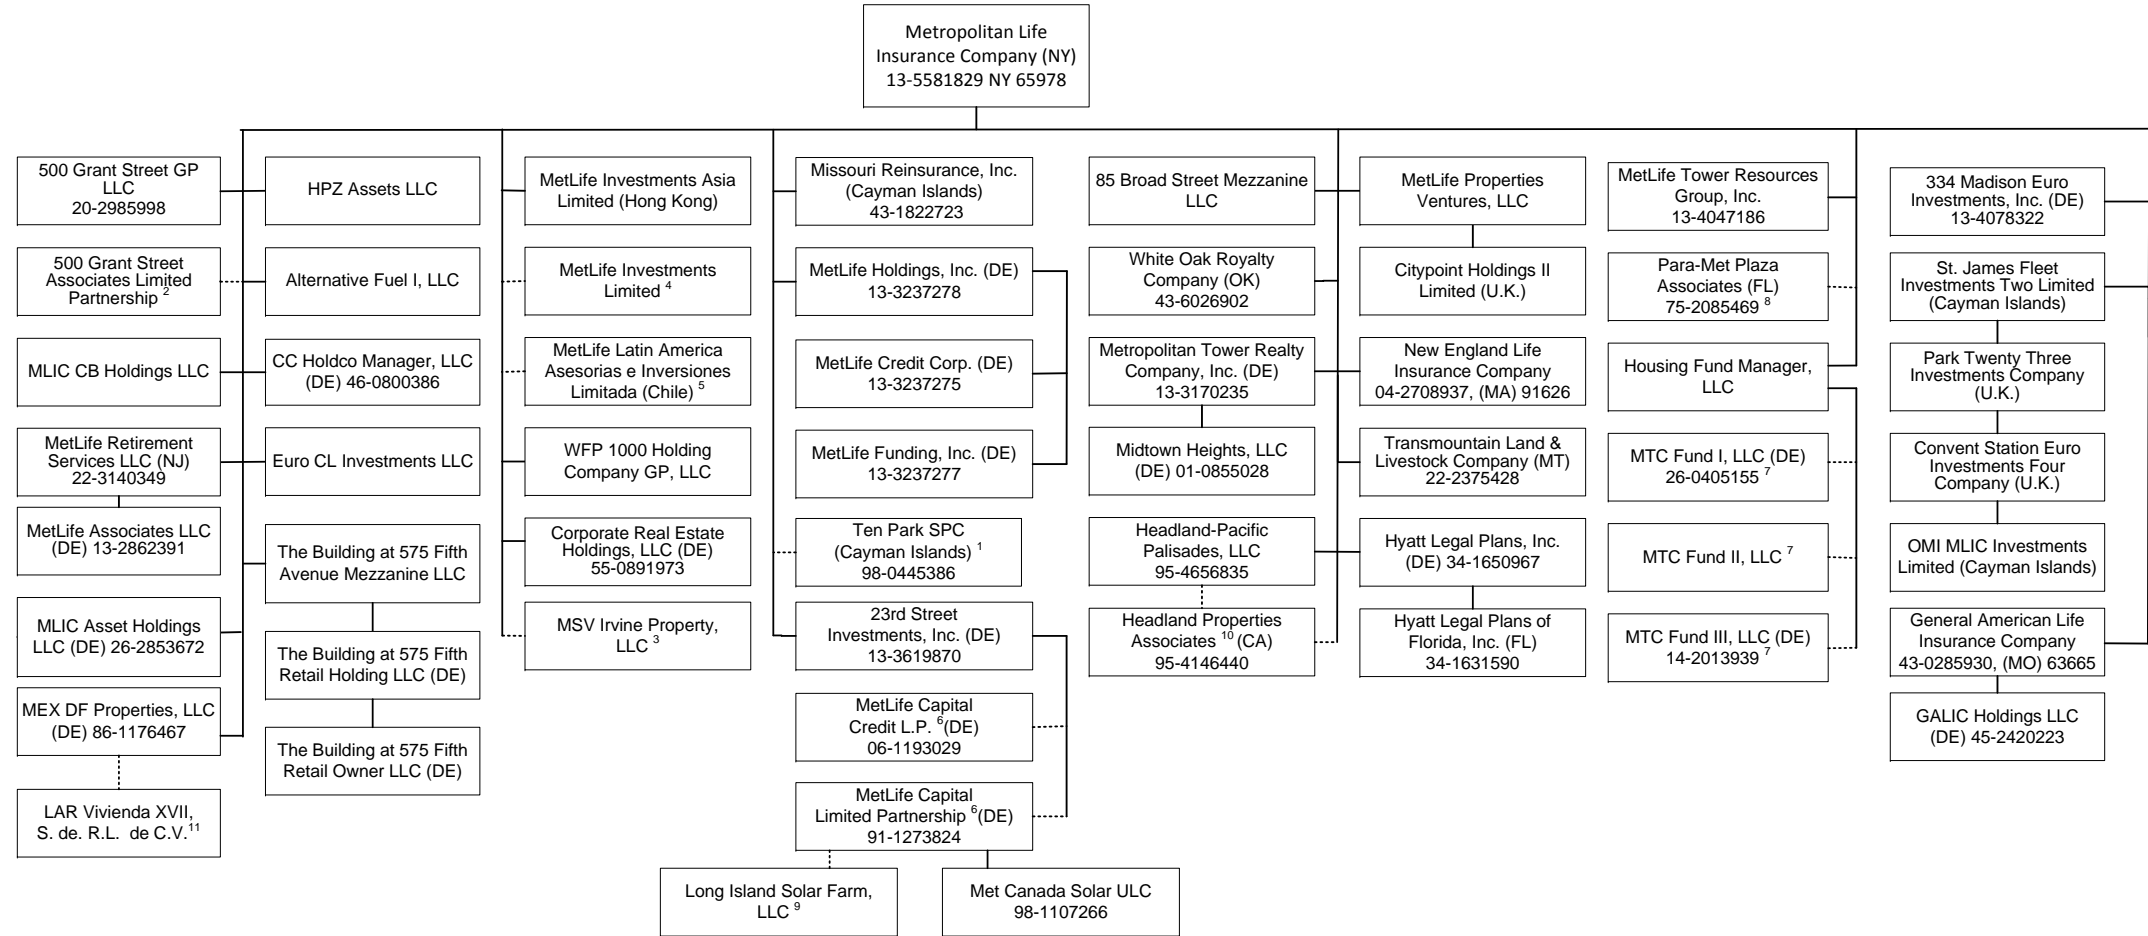 Metropolitan Life
Insurance Company (NY)
13-5581829 NY 65978
500 Grant Street GP
LLC
20-2985998
500 Grant Street
Associates Limited
Partnership 2
MLIC CB Holdings LLC
MetLife Retirement
Services LLC (NJ)
22-3140349
MetLife Associates LLC
(DE) 13-2862391
MLIC Asset Holdings
LLC (DE) 26-2853672
MEX DF Properties, LLC
(DE) 86-1176467
LAR Vivienda XVII,
S. de. R.L. de C.V.11
HPZ Assets LLC
Alternative Fuel I, LLC
CC Holdco Manager, LLC
(DE) 46-0800386
Euro CL Investments LLC
The Building at 575 Fifth
Avenue Mezzanine LLC
The Building at 575 Fifth
Retail Holding LLC (DE)
The Building at 575 Fifth
Retail Owner LLC (DE)
MetLife Investments Asia
Limited (Hong Kong)
MetLife Investments
Limited 4
MetLife Latin America
Asesorias e Inversiones
Limitada (Chile) 5
WFP 1000 Holding
Company GP, LLC
Corporate Real Estate
Holdings, LLC (DE)
55-0891973
MSV Irvine Property,
LLC 3
Missouri Reinsurance, Inc.
(Cayman Islands)
43-1822723
MetLife Holdings, Inc. (DE)
13-3237278
MetLife Credit Corp. (DE)
13-3237275
MetLife Funding, Inc. (DE)
13-3237277
Ten Park SPC
(Cayman Islands) 1
98-0445386
23rd Street
Investments, Inc. (DE)
13-3619870
MetLife Capital
Credit L.P. 6(DE)
06-1193029
MetLife Capital
Limited Partnership 6(DE)
91-1273824
Long Island Solar Farm,
LLC 9
Met Canada Solar ULC
98-1107266
85 Broad Street Mezzanine
LLC
White Oak Royalty
Company (OK)
43-6026902
Metropolitan Tower Realty
Company, Inc. (DE)
13-3170235
Midtown Heights, LLC
(DE) 01-0855028
Headland-Pacific
Palisades, LLC
95-4656835
Headland Properties
Associates 10 (CA)
95-4146440
MetLife Properties
Ventures, LLC
Citypoint Holdings II
Limited (U.K.)
New England Life
Insurance Company
04-2708937, (MA) 91626
Transmountain Land &
Livestock Company (MT)
22-2375428
Hyatt Legal Plans, Inc.
(DE) 34-1650967
Hyatt Legal Plans of
Florida, Inc. (FL)
34-1631590
MetLife Tower Resources
Group, Inc.
13-4047186
Para-Met Plaza
Associates (FL)
75-2085469 8
Housing Fund Manager,
LLC
MTC Fund I, LLC (DE)
26-0405155 7
MTC Fund II, LLC 7
MTC Fund III, LLC (DE)
14-2013939 7
334 Madison Euro
Investments, Inc. (DE)
13-4078322
St. James Fleet
Investments Two Limited
(Cayman Islands)
Park Twenty Three
Investments Company
(U.K.)
Convent Station Euro
Investments Four
Company (U.K.)
OMI MLIC Investments
Limited (Cayman Islands)
General American Life
Insurance Company
43-0285930, (MO) 63665
GALIC Holdings LLC
(DE) 45-2420223